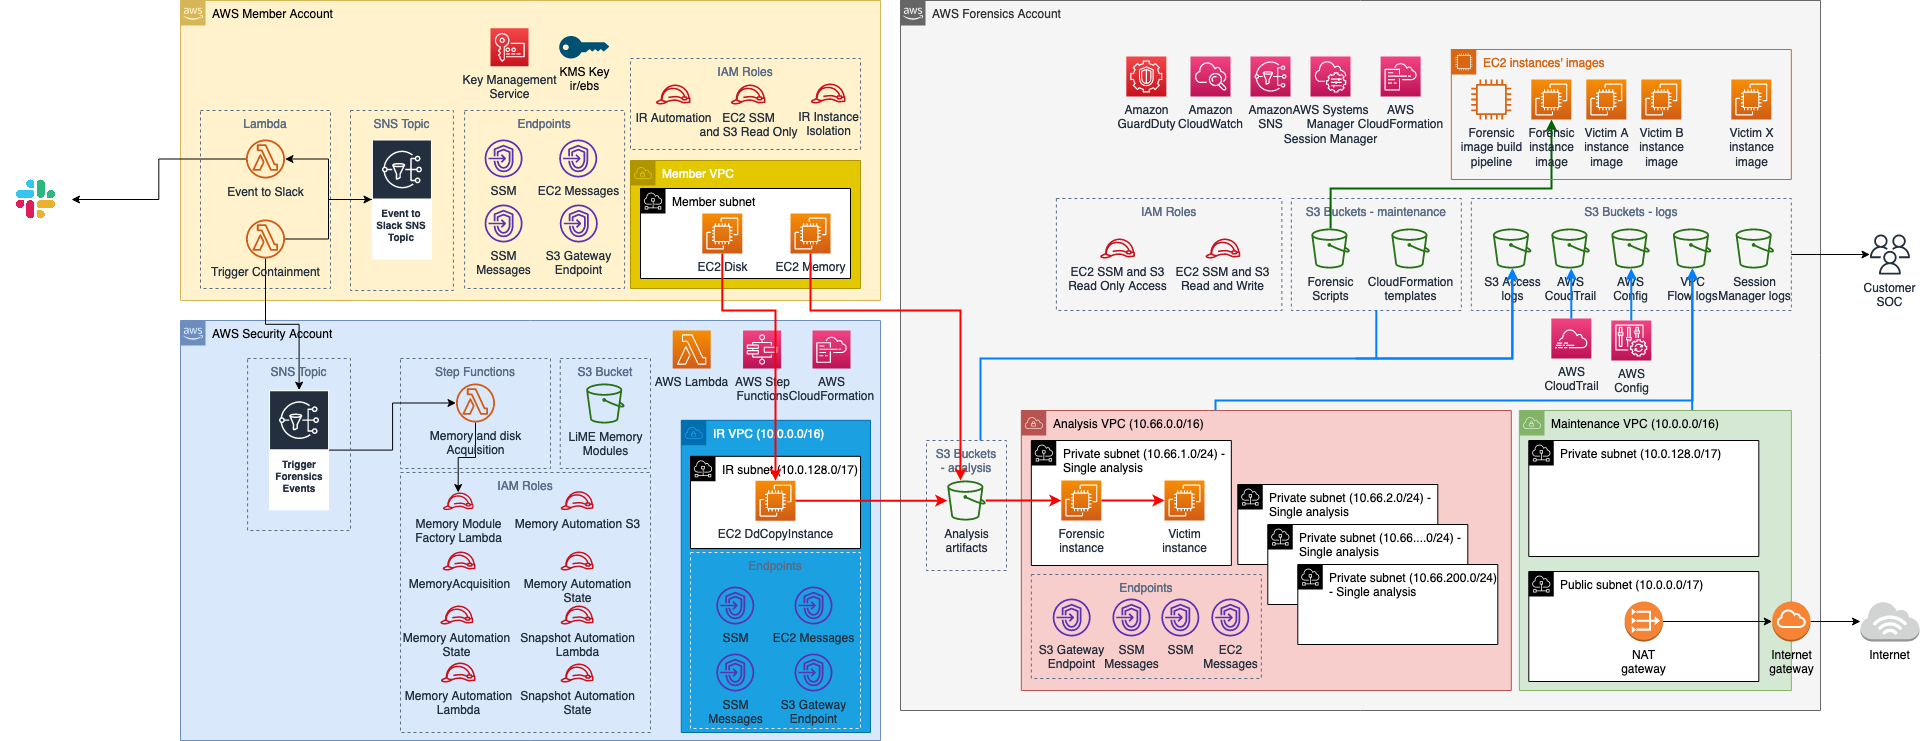 aws
AWS Member Account
Key Management
Service
KMS Key
ir/ebs
IAM Roles
IR Automation
EC2 SSM
and S3 Read Only
IR Instance
Isolation
Lambda
Event to Slack
Trigger Containment
SNS Topic
Event to
Slack SNS
Topic
Endpoints
SSM
EC2 Messages
SSM
Messages
S3 Gateway
Endpoint
Member VPC
Member subnet
EC2 Disk
EC2 Memory
aws
AWS Security Account
SNS Topic
Trigger
Forensics
Events
Step Functions
Memory and disk
Acquisition
S3 Bucket
LiME Memory
Modules
AWS Lambda
AWS Step
Functions
AWS
CloudFormation
IAM Roles
Memory Module
Factory Lambda
Memory Automation S3
MemoryAcquisition
Memory Automation
State
Memory Automation
State
Snapshot Automation
Lambda
Memory Automation
Lambda
Snapshot Automation
State
IR VPC (10.0.0.0/16)
IR subnet (10.0.128.0/17)
EC2 DdCopyInstance
Endpoints
SSM
EC2 Messages
SSM
Messages
S3 Gateway
Endpoint
aws
AWS Forensics Account
Amazon
GuardDuty
Amazon
CloudWatch
Amazon
SNS
AWS Systems
Manager
Session Manager
AWS
CloudFormation
EC2 instances' images
Forensic
image build
pipeline
Forensic
instance
image
Victim A
instance
image
Victim B
instance
image
Victim X
instance
image
IAM Roles
EC2 SSM and S3
Read Only Access
EC2 SSM and S3
Read and Write
S3 Buckets - maintenance
Forensic
Scripts
CloudFormation
templates
S3 Buckets - logs
S3 Access
logs
AWS
CoudTrail
AWS
Config
VPC
Flow logs
Session
Manager logs
Customer
SOC
AWS
CloudTrail
AWS
Config
S3 Buckets
- analysis
Analysis
artifacts
Analysis VPC (10.66.0.0/16)
Private subnet (10.66.1.0/24) -
Single analysis
Forensic
instance
Victim
instance
Private subnet (10.66.2.0/24) -
Single analysis
Private subnet (10.66....0/24) -
Single analysis
Private subnet (10.66.200.0/24)
- Single analysis
Endpoints
S3 Gateway
Endpoint
SSM
Messages
SSM
EC2
Messages
Maintenance VPC (10.0.0.0/16)
Private subnet (10.0.128.0/17)
Public subnet (10.0.0.0/17)
NAT
gateway
Internet
gateway
Internet